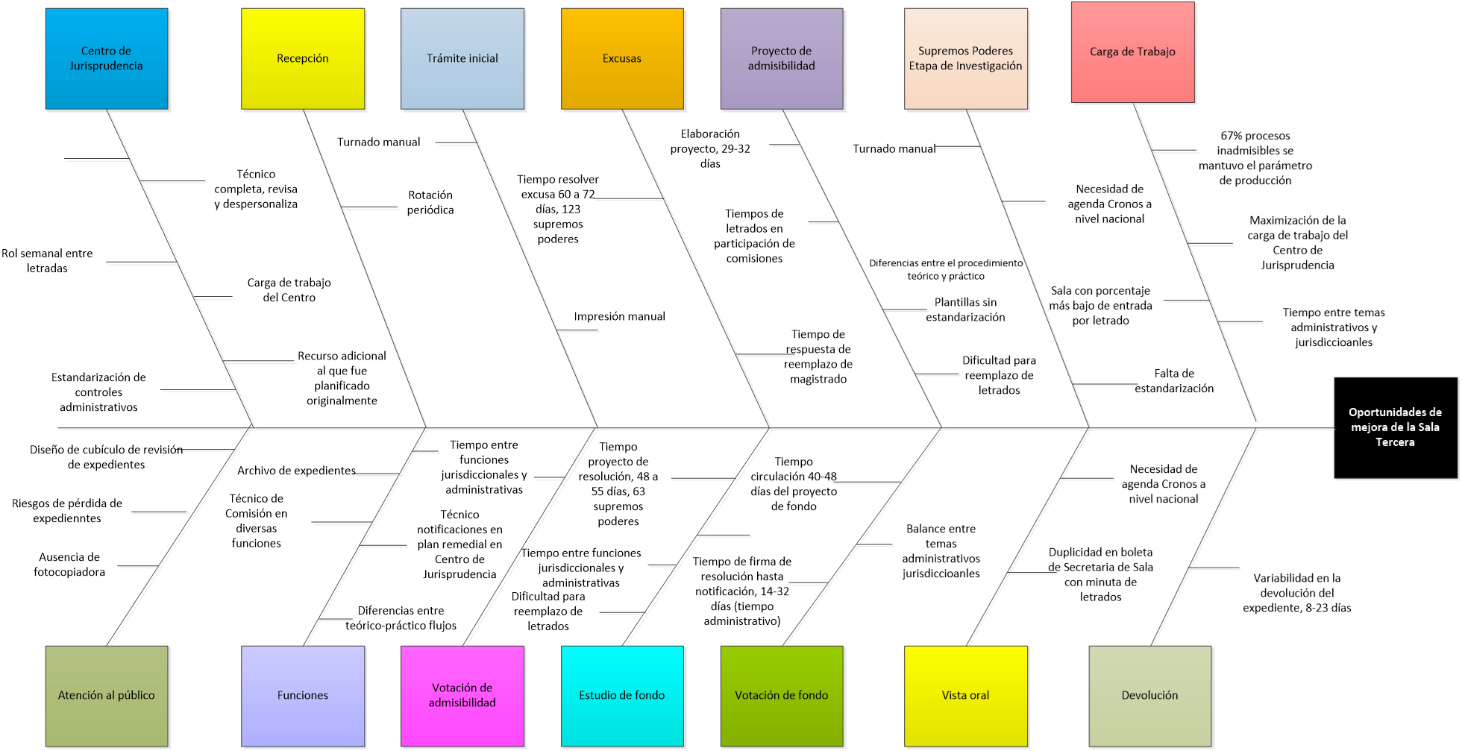 Centro de
Jurisprudencia
Recepción
Trámite inicial
Excusas
Proyecto de
admisibilidad
Supremos Poderes
Etapa de Investigación
Carga de Trabajo
Técnico
completa, revisa
y despersonaliza
Rol semanal entre
letradas
Carga de trabajo
del Centro
Recurso adicional
al que fue
planificado
originalmente
Estandarización de
controles
administrativos
Turnado manual
Rotación
periódica
Impresión manual
Tiempo resolver
excusa 60 a 72
días, 123
supremos
poderes
Tiempo de
respuesta de
reemplazo de
magistrado
Elaboración
proyecto, 29-32
días
Tiempos de
letrados en
participación de
comisiones
Diferencias entre el procedimiento
teórico y práctico
Plantillas sin
estandarización
Dificultad para
reemplazo de
letrados
Turnado manual
Necesidad de
agenda Cronos a
nivel nacional
Sala con porcentaje
más bajo de entrada
por letrado
Falta de
estandarización
67% procesos
inadmisibles se
mantuvo el parámetro
de producción
Maximización de la
carga de trabajo del
Centro de
Jurisprudencia
Tiempo entre temas
administrativos y
jurisdiccioanles
Oportunidades de
mejora de la Sala
Tercera
Diseño de cubículo de revisión
de expedientes
Riesgos de pérdida de
expedienntes
Ausencia de
fotocopiadora
Archivo de expedientes
Técnico de
Comisión en
diversas
funciones
Tiempo entre
funciones
jurisdiccionales y
administrativas
Técnico
notificaciones en
plan remedial en
Centro de
Jurisprudencia
Diferencias entre
teórico-práctico flujos
Tiempo
proyecto de
resolución, 48 a
55 días, 63
supremos
poderes
Tiempo entre funciones
jurisdiccionales y
administrativas
Dificultad para
reemplazo de
letrados
Tiempo
circulación 40-48
días del proyecto
de fondo
Tiempo de firma de
resolución hasta
notificación, 14-32
días (tiempo
administrativo)
Balance entre
temas
administrativos
jurisdiccioanles
Necesidad de
agenda Cronos a
nivel nacional
Duplicidad en boleta
de Secretaria de Sala
con minuta de
letrados
Variabilidad en la
devolución del
expediente, 8-23 días
Atención al público
Funciones
Votación de
admisibilidad
Estudio de fondo
Votación de fondo
Vista oral
Devolución